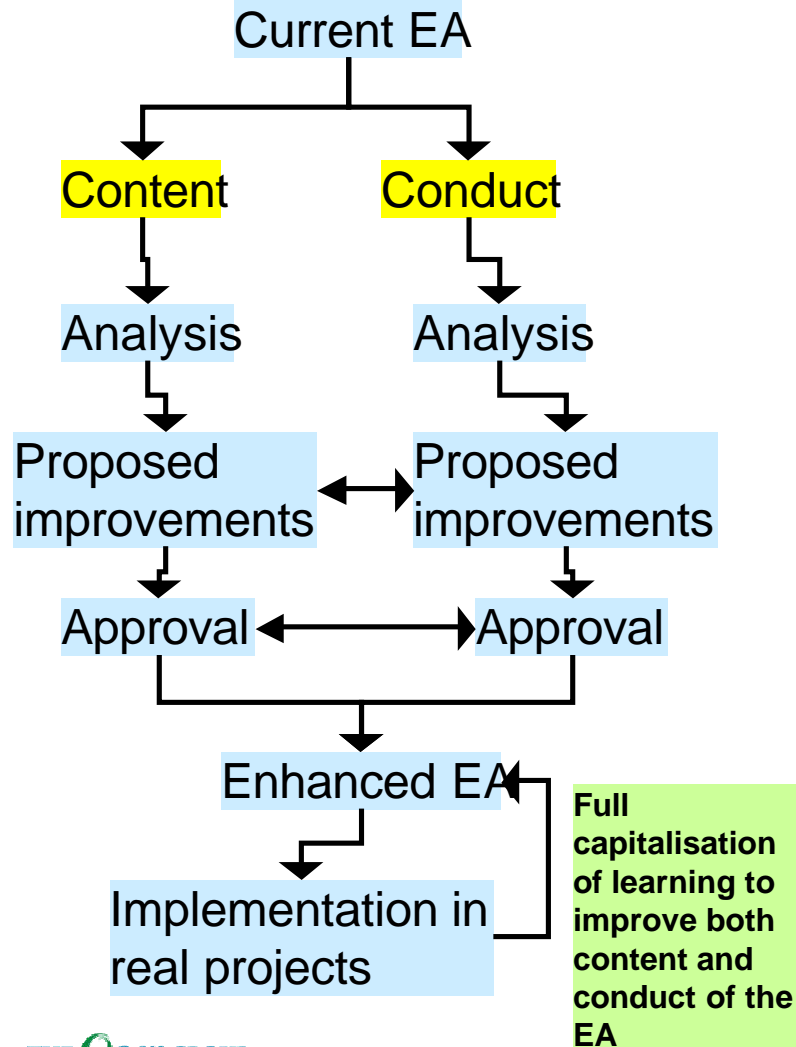 Current EA
Content Conduct
Analysis Analysis
Proposed
improvements
Proposed
improvements
Approval Approval
Enhanced EA
Implementation in
real projects
Full
capitalisation
of learning to
improve both
content and
conduct of the
EA